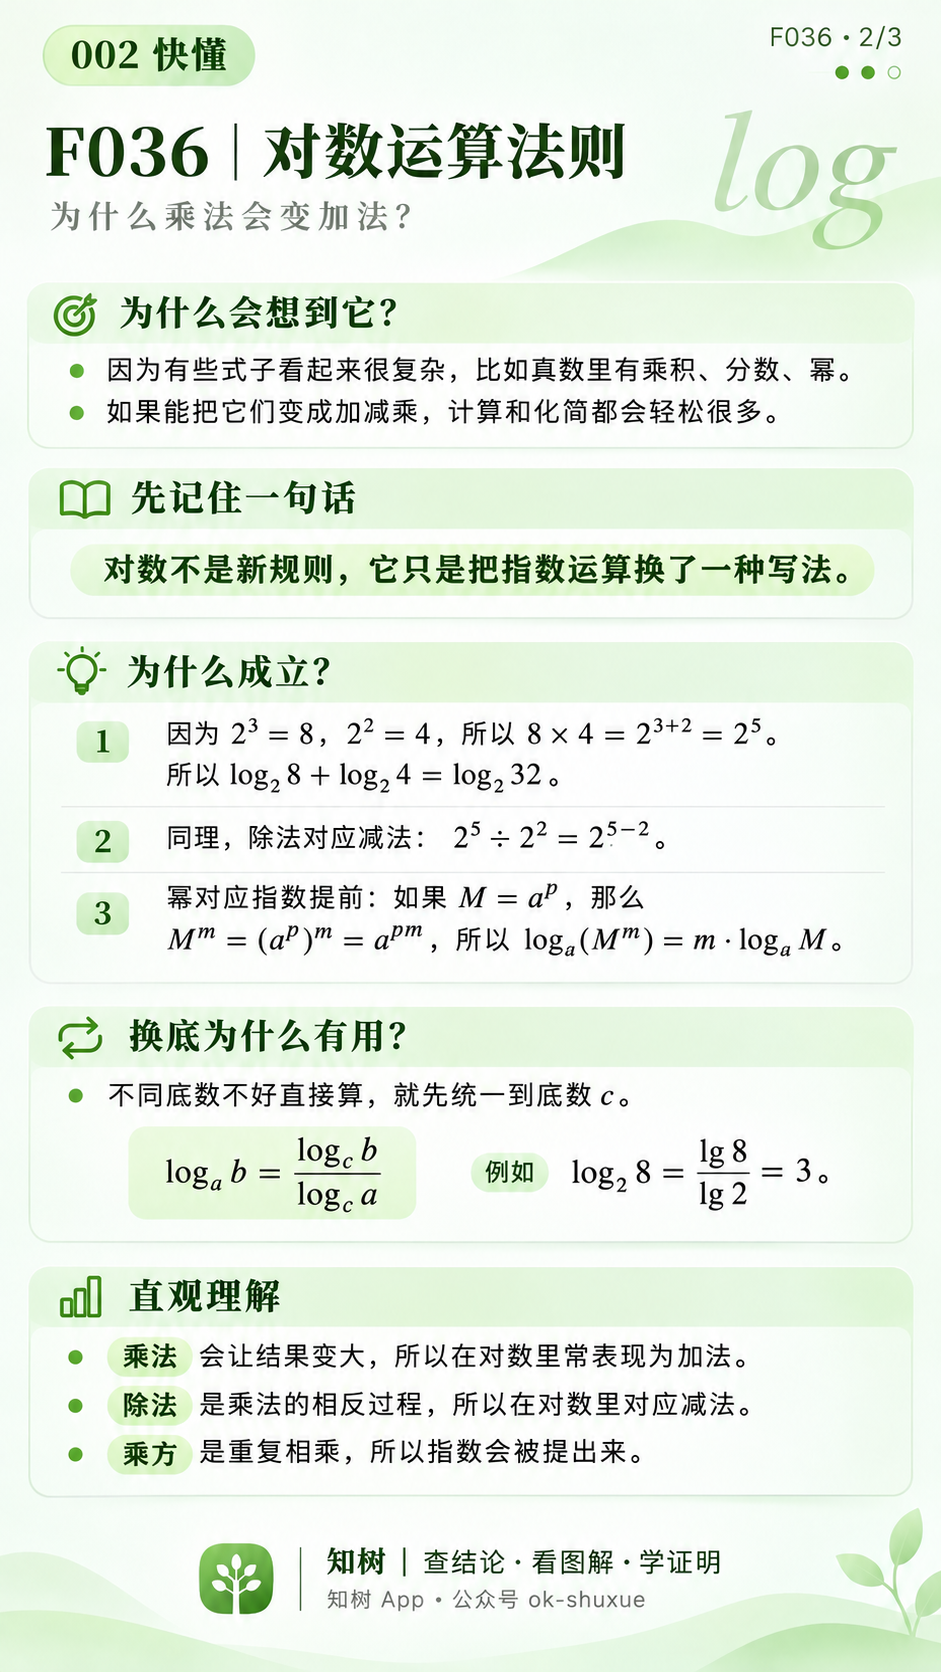 002 快懂
F036 • 2/3
F036 | 对数运算法则
log
为什么乘法会变加法？
为什么会想到它？
因为有些式子看起来很复杂，比如真数里有乘积、分数、幂。
如果能把它们变成加减乘，计算和化简都会轻松很多。
先记住一句话
对数不是新规则，它只是把指数运算换了一种写法。
为什么成立？
1 因为 2³ = 8，2² = 4，所以 8 × 4 = 2³⁺² = 2⁵。
所以 log₂ 8 + log₂ 4 = log₂ 32。
2 同理，除法对应减法： 2⁵ ÷ 2² = 2⁵⁻²。
3 幂对应指数提前：如果 M = aᵖ，那么
Mᵐ = (aᵖ)ᵐ = aᵖᵐ，所以 logₐ(Mᵐ) = m · logₐ M。
换底为什么有用？
不同底数不好直接算，就先统一到底数 c。
logₐ b = log_c b / log_c a 例如 log₂ 8 = lg 8 / lg 2 = 3。
直观理解
乘法 会让结果变大，所以在对数里常表现为加法。
除法 是乘法的相反过程，所以在对数里对应减法。
乘方 是重复相乘，所以指数会被提出来。
知树 | 查结论 · 看图解 · 学证明
知树 App • 公众号 ok-shuxue